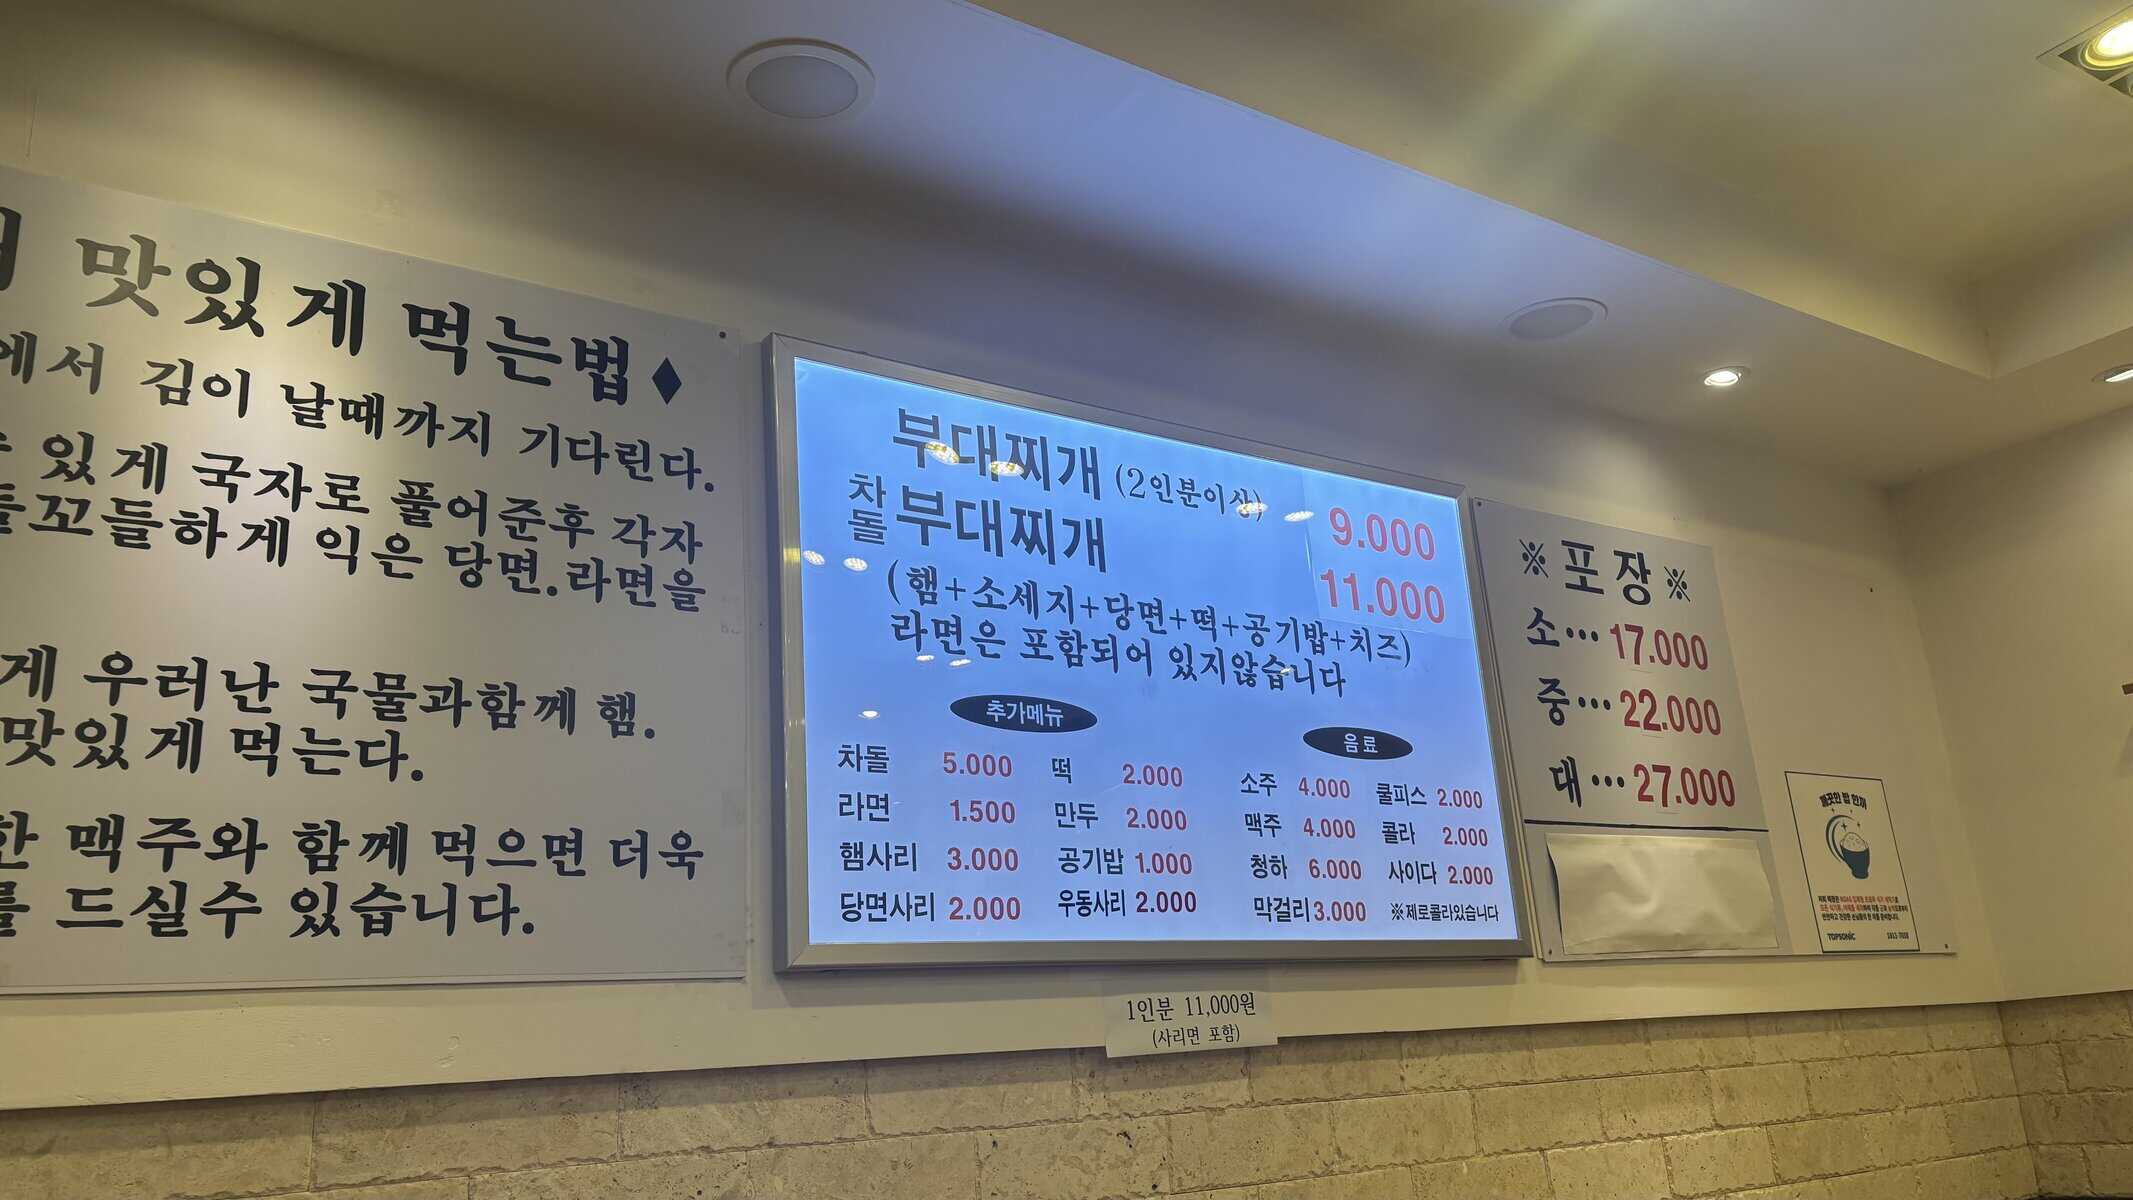 맛있게 먹는법♦
에서 김이 날때까지 기다린다.
있게 국자로 풀어준후 각자
들꼬들하게 익은 당면.라면을
게 우러난 국물과함께 햄.
맛있게 먹는다.
한 맥주와 함께 먹으면 더욱
를 드실수 있습니다.
부대찌개 (2인분이상) 9.000
차돌 부대찌개 11.000
(햄+소세지+당면+떡+공기밥+치즈)
라면은 포함되어 있지않습니다
추가메뉴
차돌 5.000 떡 2.000
라면 1.500 만두 2.000
햄사리 3.000 공기밥 1.000
당면사리 2.000 우동사리 2.000
음료
소주 4.000 쿨피스 2.000
맥주 4.000 콜라 2.000
청하 6.000 사이다 2.000
막걸리 3.000 ※제로콜라있습니다
1인분 11,000원
(사리면 포함)
※포장※
소… 17.000
중… 22.000
대… 27.000
깨끗한 밥 한끼
TOPSONIC